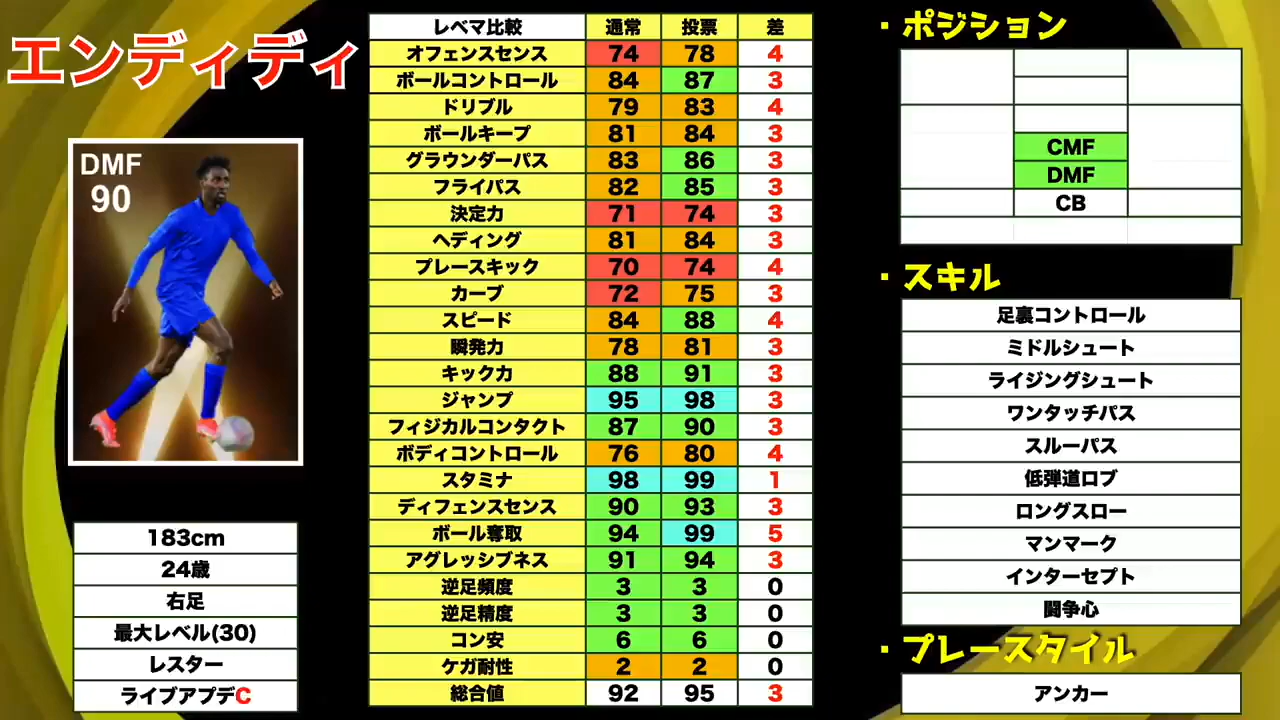 エンディディ
DMF
90
183cm
24歳
右足
最大レベル(30)
レスター
ライブアプデC
レベマ比較 通常 投票 差
オフェンスセンス 74 78 4
ボールコントロール 84 87 3
ドリブル 79 83 4
ボールキープ 81 84 3
グラウンダーパス 83 86 3
フライパス 82 85 3
決定力 71 74 3
ヘディング 81 84 3
プレースキック 70 74 4
カーブ 72 75 3
スピード 84 88 4
瞬発力 78 81 3
キック力 88 91 3
ジャンプ 95 98 3
フィジカルコンタクト 87 90 3
ボディコントロール 76 80 4
スタミナ 98 99 1
ディフェンスセンス 90 93 3
ボール奪取 94 99 5
アグレッシブネス 91 94 3
逆足頻度 3 3 0
逆足精度 3 3 0
コン安 6 6 0
ケガ耐性 2 2 0
総合値 92 95 3
・ポジション
CMF
DMF
CB
・スキル
足裏コントロール
ミドルシュート
ライジングシュート
ワンタッチパス
スルーパス
低弾道ロブ
ロングスロー
マンマーク
インターセプト
闘争心
・プレースタイル
アンカー